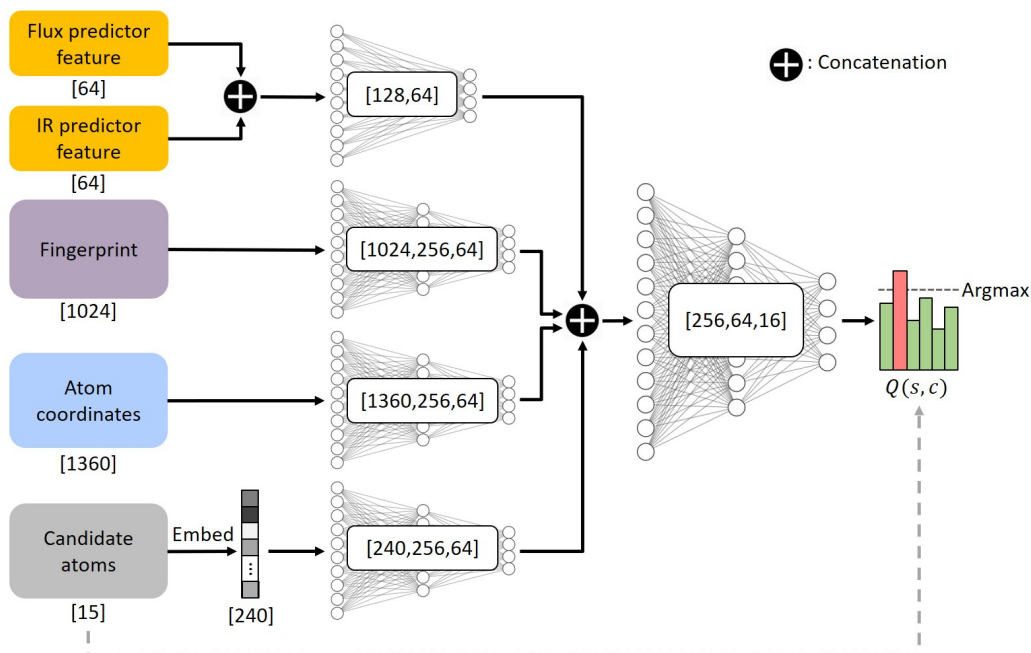 Flux predictor
feature
[64]
IR predictor
feature
[64]
[128,64]
: Concatenation
Fingerprint
[1024]
[1024,256,64]
Atom
coordinates
[1360]
[1360,256,64]
Candidate
atoms
[15]
Embed
[240]
[240,256,64]
[256,64,16]
Argmax
Q(s,c)